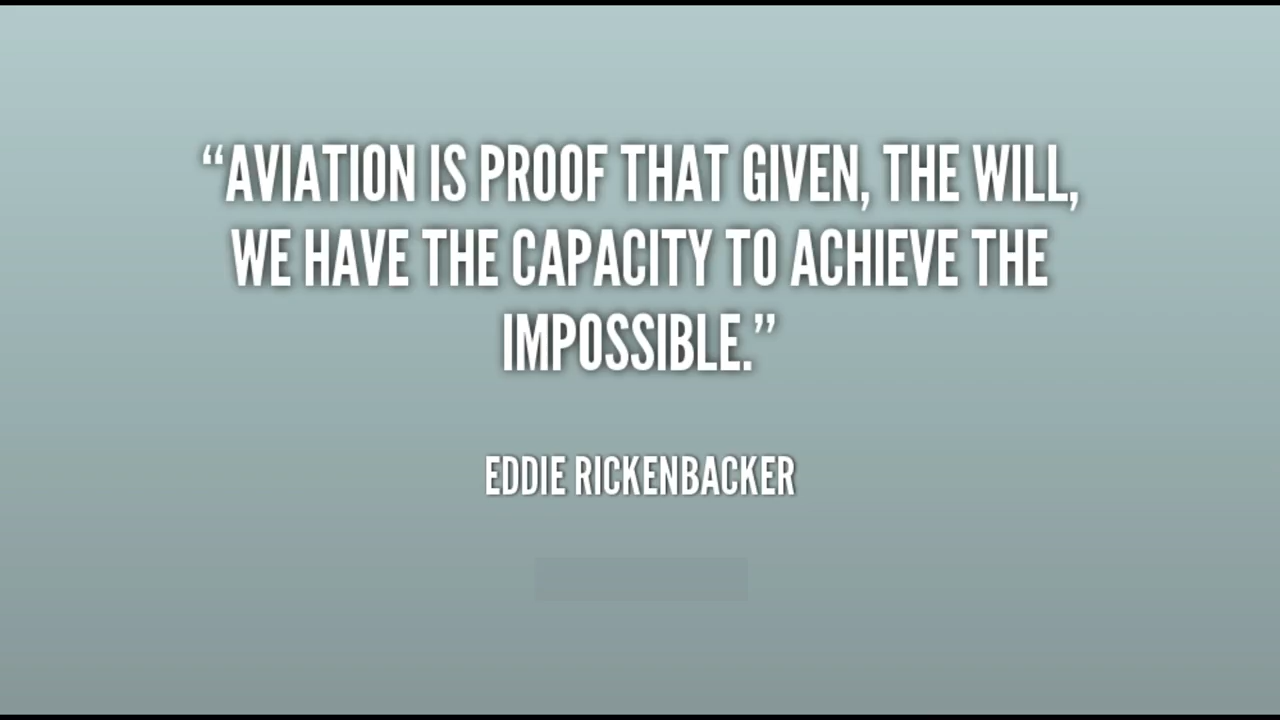 “AVIATION IS PROOF THAT GIVEN, THE WILL,
WE HAVE THE CAPACITY TO ACHIEVE THE
IMPOSSIBLE.”
EDDIE RICKENBACKER